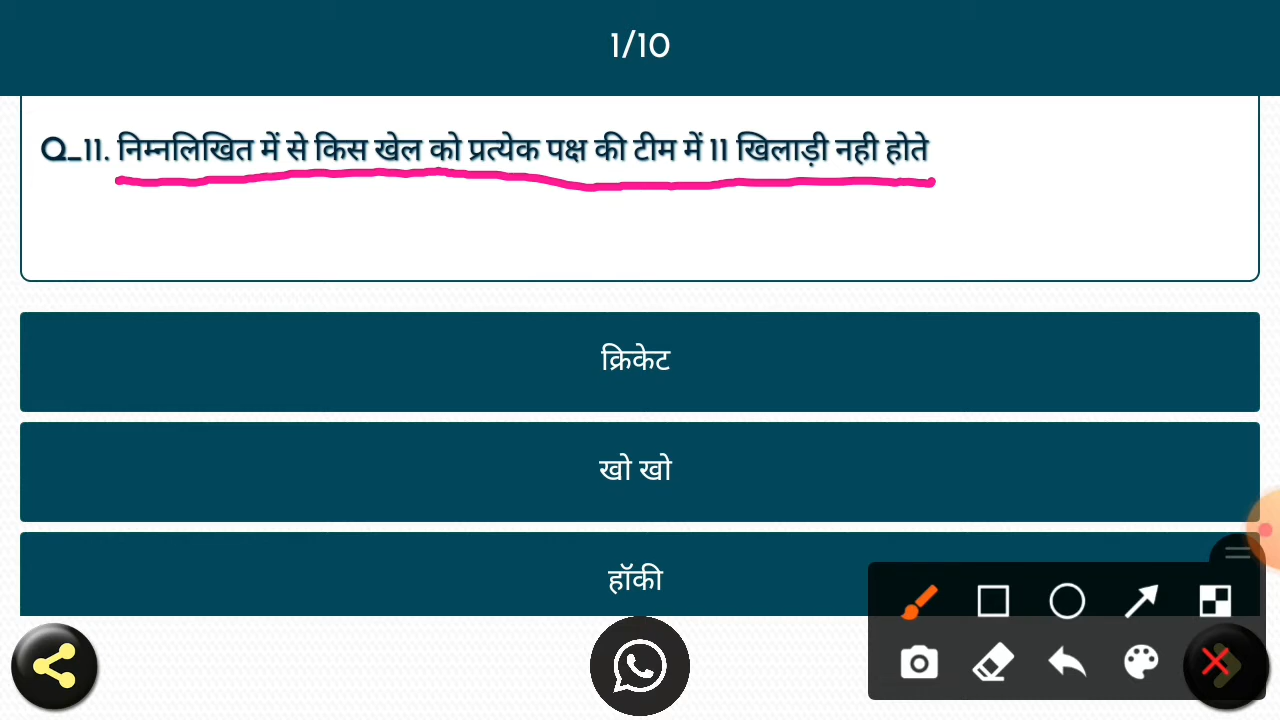 1/10
Q_11. निम्नलिखित में से किस खेल को प्रत्येक पक्ष की टीम में 11 खिलाड़ी नही होते
क्रिकेट
खो खो
हॉकी